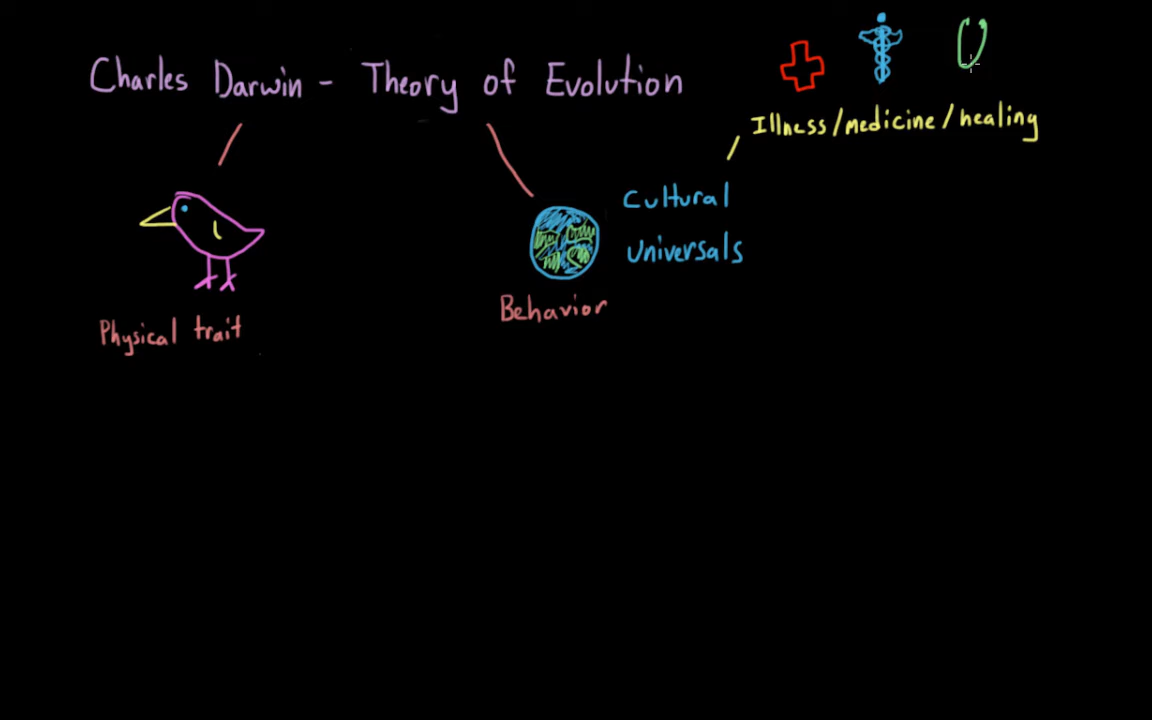 Charles Darwin - Theory of Evolution
Illness/medicine/healing
Cultural
Universals
Behavior
Physical trait